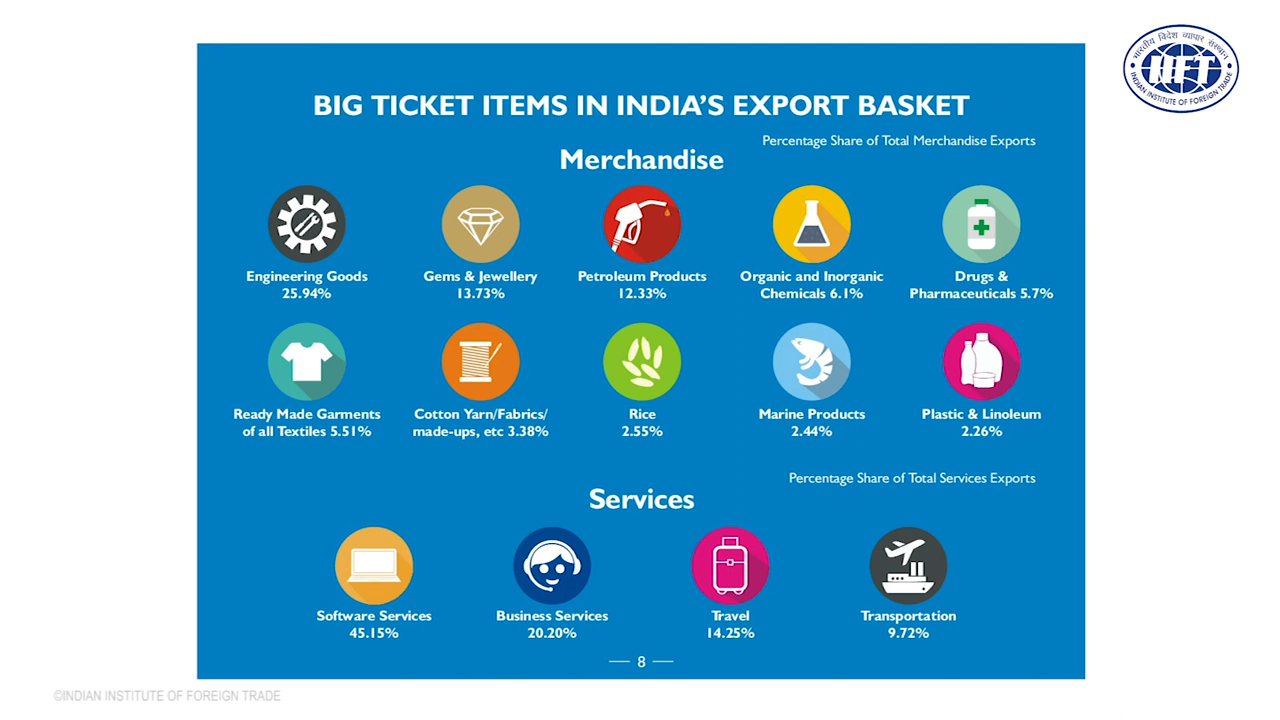 भारतीय विदेश व्यापार संस्थान
IIFT
INDIAN INSTITUTE OF FOREIGN TRADE
BIG TICKET ITEMS IN INDIA'S EXPORT BASKET
Percentage Share of Total Merchandise Exports
Merchandise
Engineering Goods
25.94%
Gems & Jewellery
13.73%
Petroleum Products
12.33%
Organic and Inorganic
Chemicals 6.1%
Drugs &
Pharmaceuticals 5.7%
Ready Made Garments
of all Textiles 5.51%
Cotton Yarn/Fabrics/
made-ups, etc 3.38%
Rice
2.55%
Marine Products
2.44%
Plastic & Linoleum
2.26%
Percentage Share of Total Services Exports
Services
Software Services
45.15%
Business Services
20.20%
Travel
14.25%
Transportation
9.72%
8
©INDIAN INSTITUTE OF FOREIGN TRADE